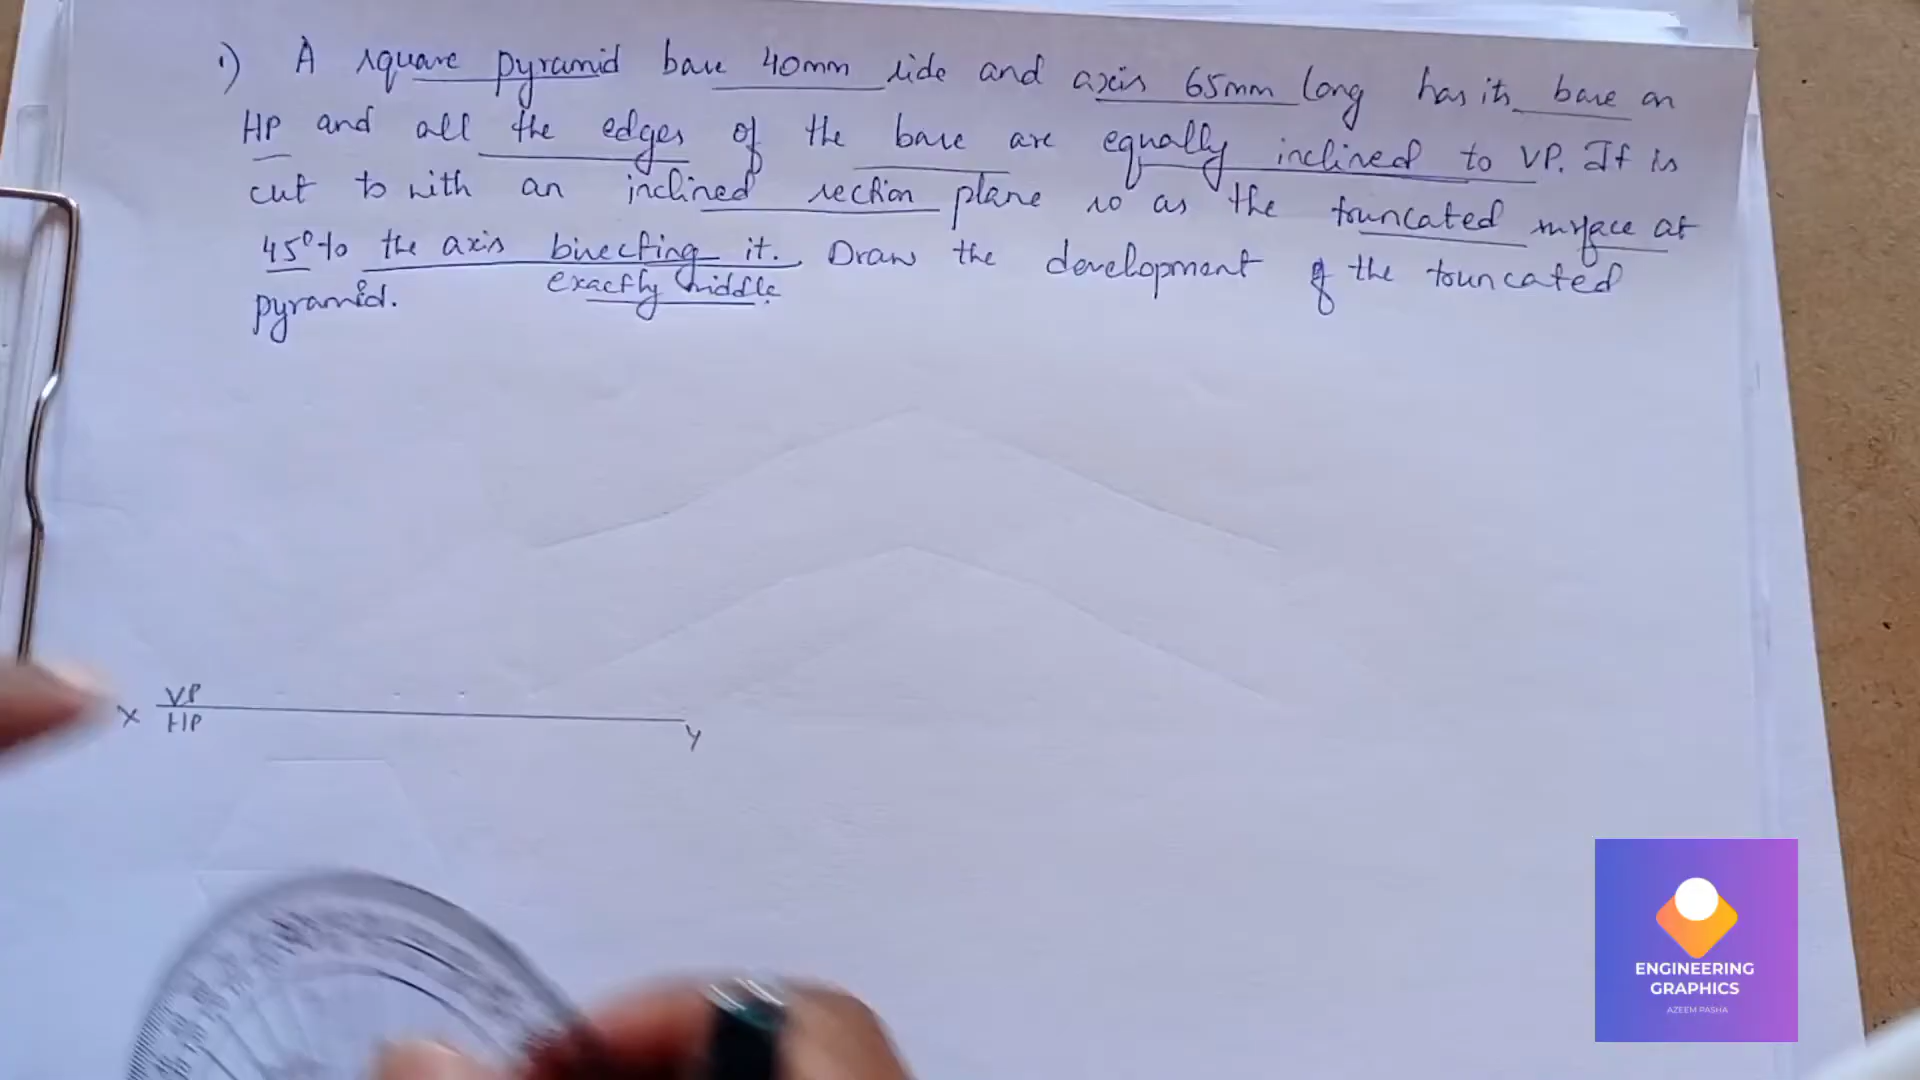 1) A square pyramid base 40mm side and axis 65mm long has its base on
HP and all the edges of the base are equally inclined to VP. It is
cut to with an inclined section plane so as the truncated surface at
45° to the axis bisecting it. Draw the development of the truncated
exactly middle
pyramid.
VP
X HP
Y
ENGINEERING
GRAPHICS
AZEEM PASHA